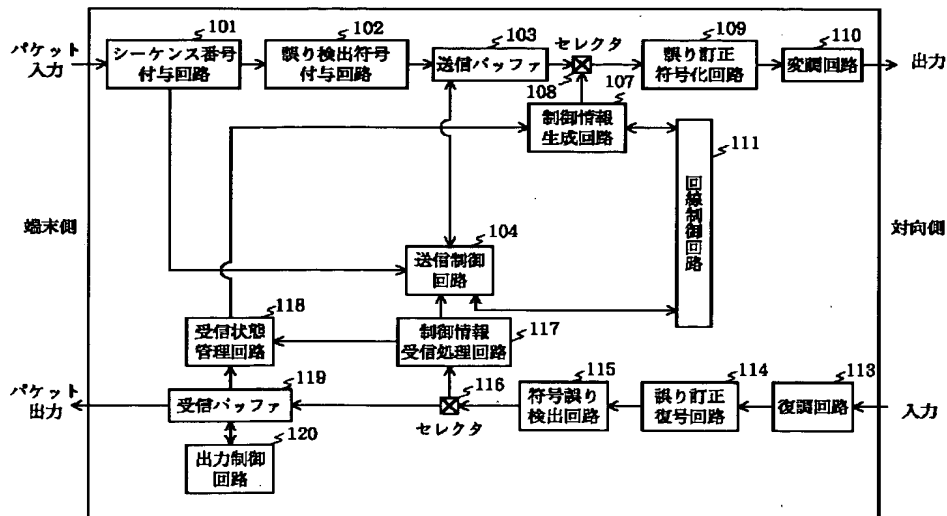 101
102
103
109
110
パケット
入力
シーケンス番号
付与回路
誤り検出符号
付与回路
送信バッファ
セレクタ
108
誤り訂正
符号化回路
変調回路
出力
107
制御情報
生成回路
111
回線制御回路
端末側
対向側
104
送信制御
回路
118
受信状態
管理回路
117
制御情報
受信処理回路
パケット
出力
119
受信バッファ
116
セレクタ
115
符号誤り
検出回路
114
誤り訂正
復号回路
113
復調回路
入力
120
出力制御
回路